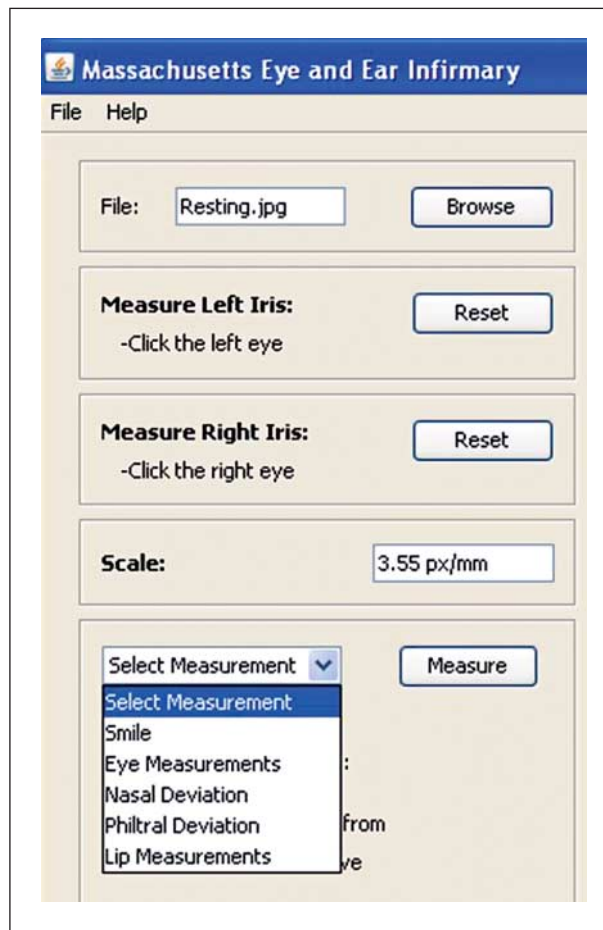 Massachusetts Eye and Ear Infirmary
File Help
File: Resting.jpg Browse
Measure Left Iris: Reset
-Click the left eye
Measure Right Iris: Reset
-Click the right eye
Scale: 3.55 px/mm
Select Measurement Measure
Select Measurement
Smile
Eye Measurements :
Nasal Deviation
Philtral Deviation from
Lip Measurements ve